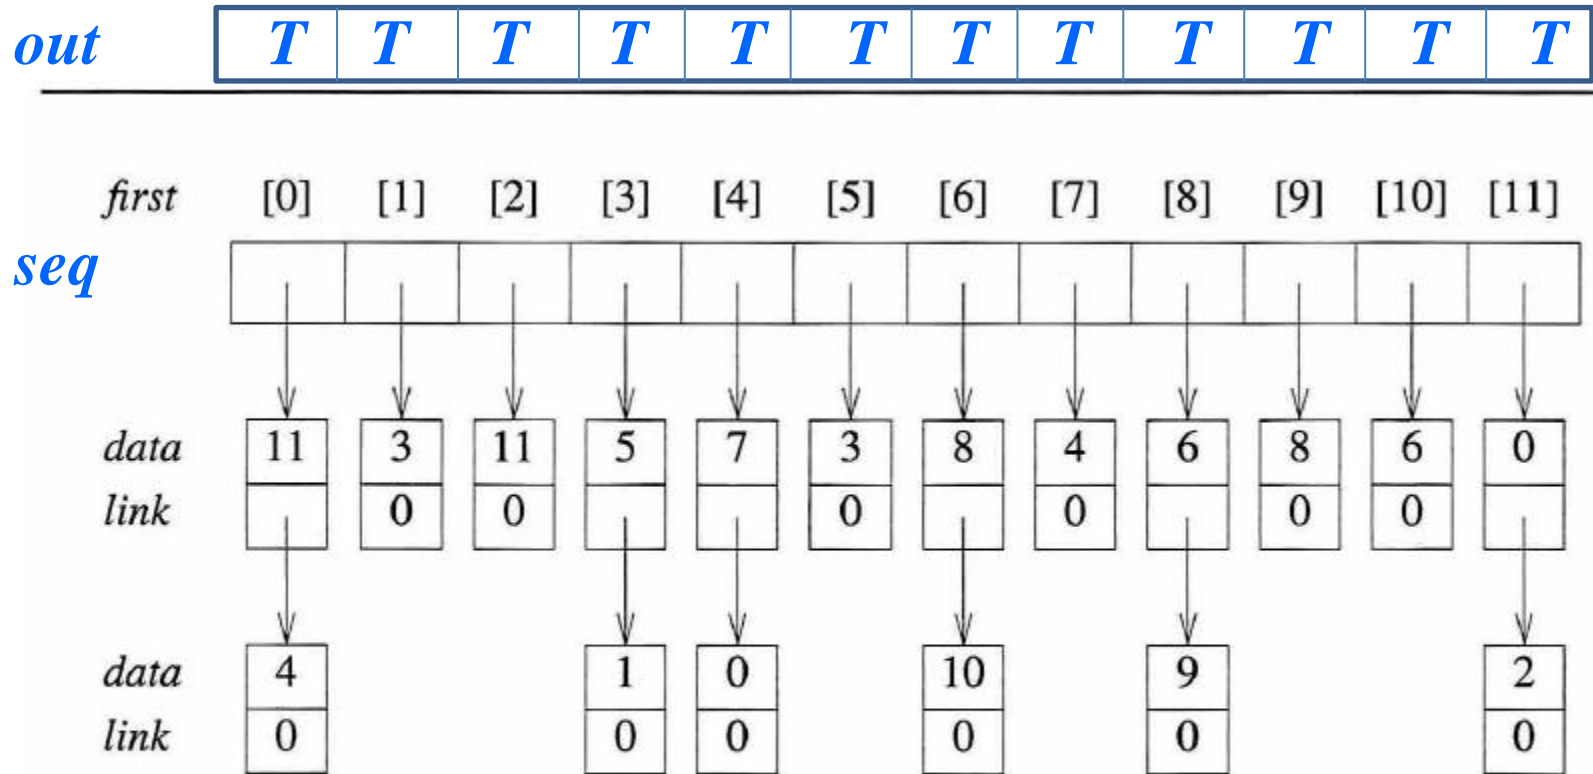 out T T T T T T T T T T T T
first [0] [1] [2] [3] [4] [5] [6] [7] [8] [9] [10] [11]
seq
data 11 3 11 5 7 3 8 4 6 8 6 0
link 0 0 0 0 0 0
data 4 1 0 10 9 2
link 0 0 0 0 0 0